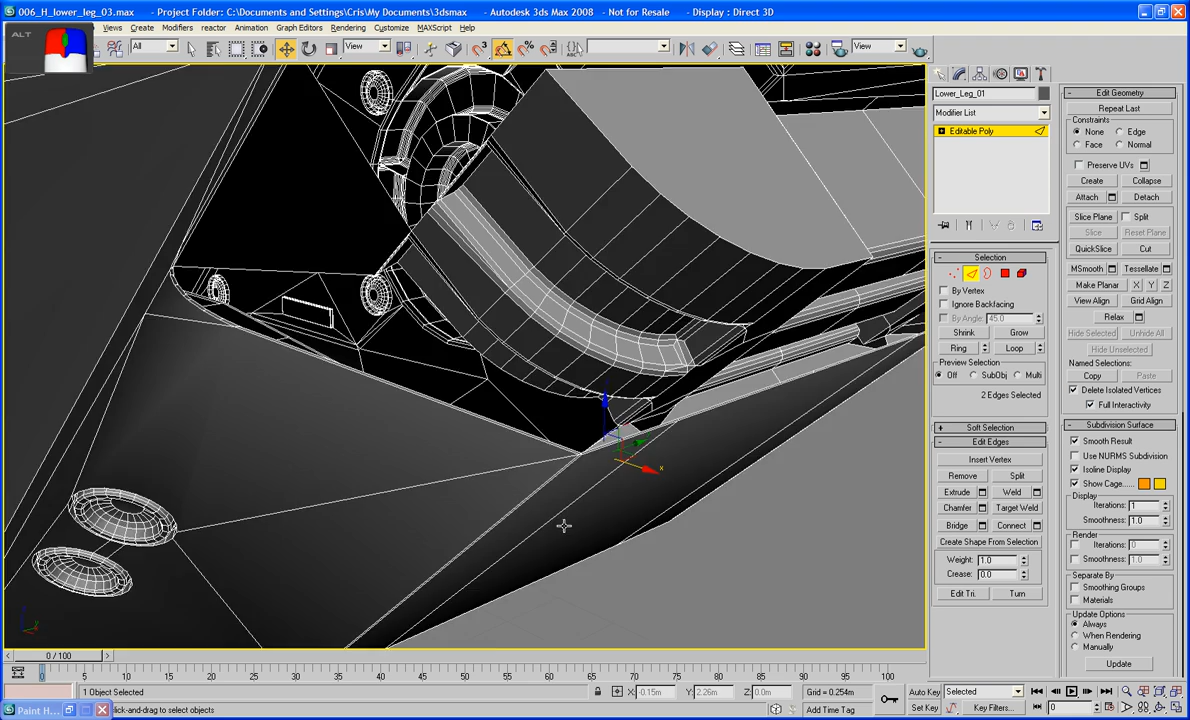 006_H_lower_leg_03.max - Project Folder: C:\Documents and Settings\Cris\My Documents\3dsmax - Autodesk 3ds Max 2008 - Not for Resale - Display : Direct 3D
Views Create Modifiers reactor Animation Graph Editors Rendering Customize MAXScript Help
ALT
All View View
Lower_Leg_01
Modifier List
Editable Poly
Selection
By Vertex
Ignore Backfacing
By Angle: 45.0
Shrink Grow
Ring Loop
Preview Selection
Off SubObj Multi
2 Edges Selected
Soft Selection
Edit Edges
Insert Vertex
Remove Split
Extrude Weld
Chamfer Target Weld
Bridge Connect
Create Shape From Selection
Weight: 1.0
Crease: 0.0
Edit Tri. Turn
Edit Geometry
Repeat Last
Constraints
None Edge
Face Normal
Preserve UVs
Create Collapse
Attach Detach
Slice Plane Split
Slice Reset Plane
QuickSlice Cut
MSmooth Tessellate
Make Planar X Y Z
View Align Grid Align
Relax
Hide Selected Unhide All
Hide Unselected
Named Selections:
Copy Paste
Delete Isolated Vertices
Full Interactivity
Subdivision Surface
Smooth Result
Use NURMS Subdivision
Isoline Display
Show Cage......
Display
Iterations: 1
Smoothness: 1.0
Render
Iterations: 0
Smoothness: 1.0
Separate By
Smoothing Groups
Materials
Update Options
Always
When Rendering
Manually
Update
x
0 / 100
0 5 10 15 20 25 30 35 40 45 50 55 60 65 70 75 80 85 90 95 100
1 Object Selected X: -0.15m Y: 2.26m Z: 0.0m Grid = 0.254m Auto Key Selected
Paint H... lick-and-drag to select objects Add Time Tag Set Key Key Filters... 0